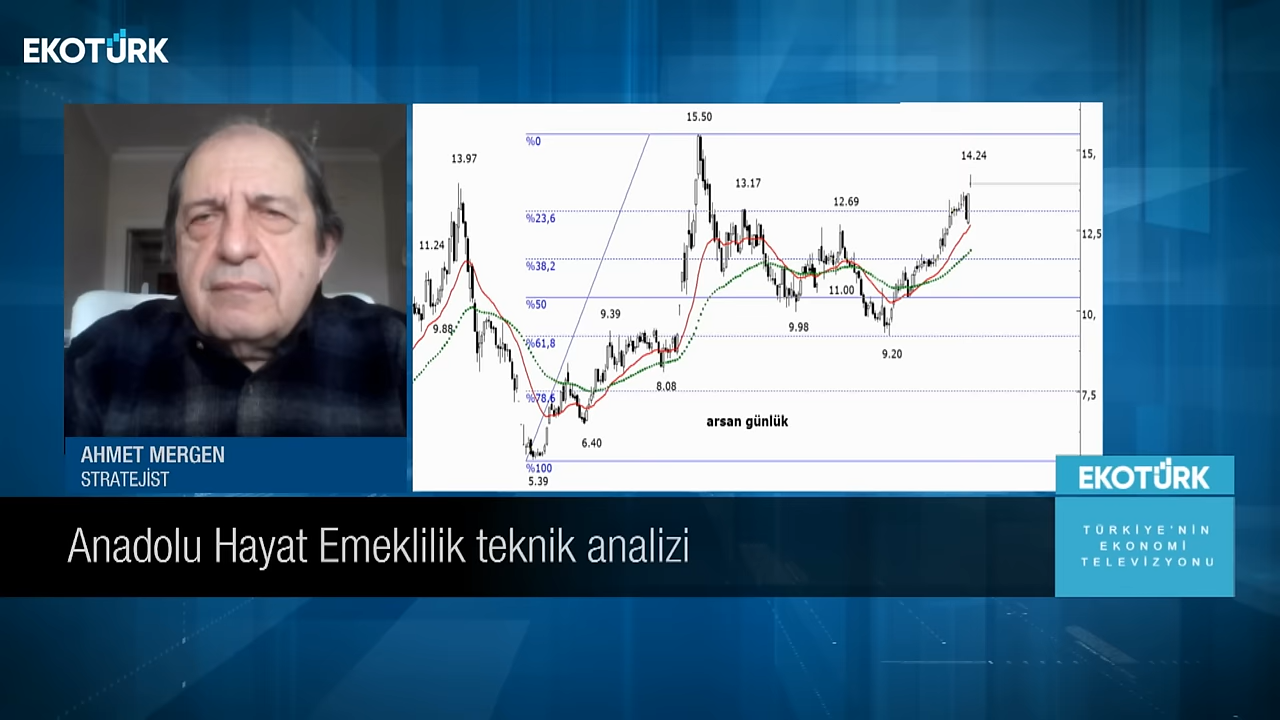 EKOTÜRK
15.50
%0
15,
13.97
14.24
13.17
12.69
%23,6
12,5
11.24
%38,2
11.00
%50
9.39
10,
9.88
9.98
%61,8
9.20
8.08
%78,6
7,5
arsan günlük
6.40
%100
5.39
AHMET MERGEN
STRATEJİST
EKOTÜRK
TÜRKİYE'NİN
EKONOMİ
TELEVİZYONU
Anadolu Hayat Emeklilik teknik analizi